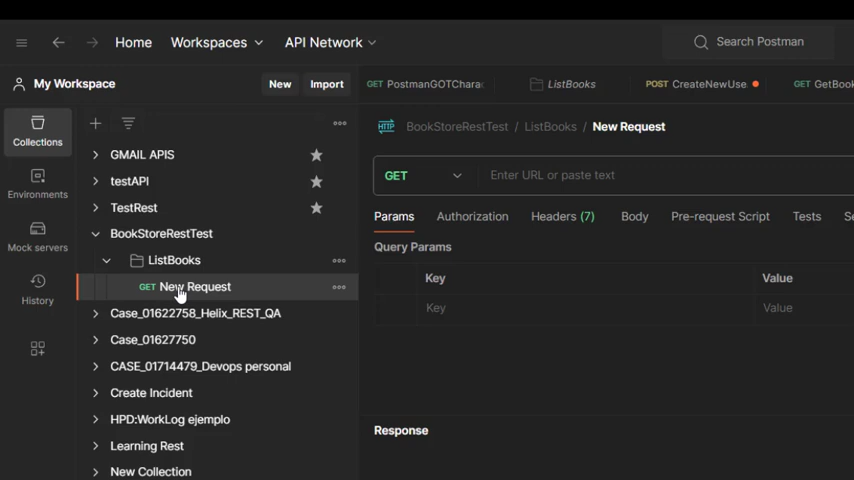 Home Workspaces API Network Search Postman
My Workspace New Import
GET PostmanGOTChara ListBooks POST CreateNewUse GET GetBook
Collections
Environments
Mock servers
History
GMAIL APIS
testAPI
TestRest
BookStoreRestTest
ListBooks
GET New Request
Case_01622758_Helix_REST_QA
Case_01627750
CASE_01714479_Devops personal
Create Incident
HPD:WorkLog ejemplo
Learning Rest
New Collection
HTTP BookStoreRestTest / ListBooks / New Request
GET Enter URL or paste text
Params Authorization Headers (7) Body Pre-request Script Tests Se
Query Params
Key Value
Key Value
Response